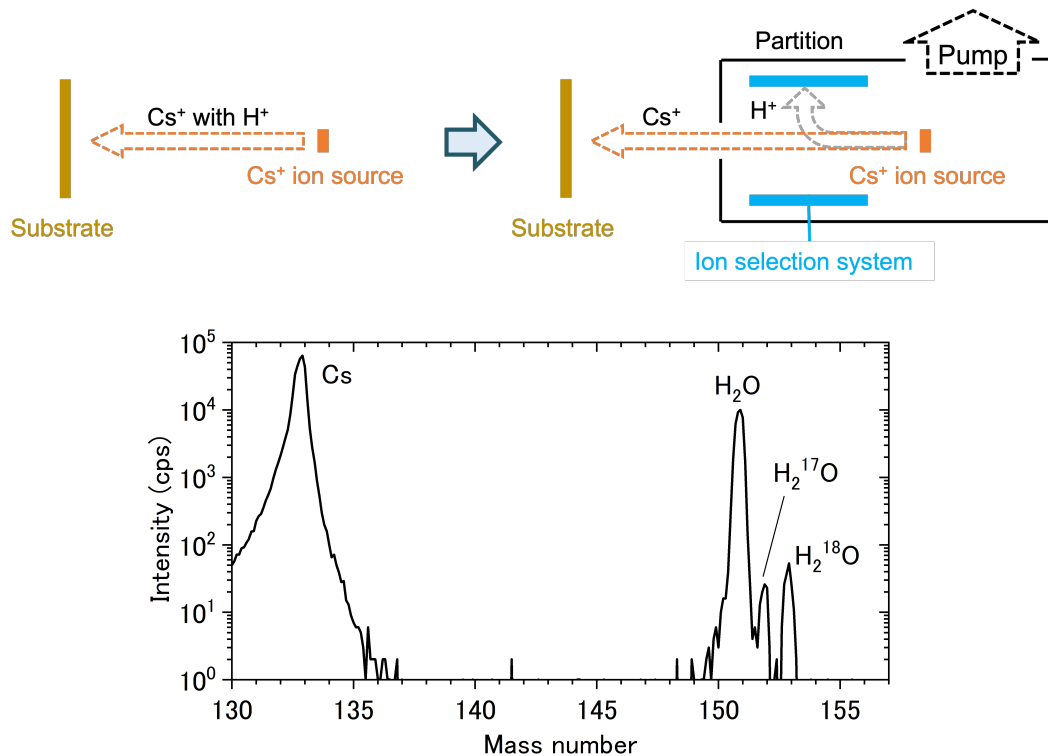 Partition
Pump
Cs⁺ with H⁺
Cs⁺
H⁺
Cs⁺ ion source
Cs⁺ ion source
Substrate
Substrate
Ion selection system
10⁵
10⁴
10³
10²
10¹
10⁰
Intensity (cps)
Cs
H₂O
H₂¹⁷O
H₂¹⁸O
130
135
140
145
150
155
Mass number